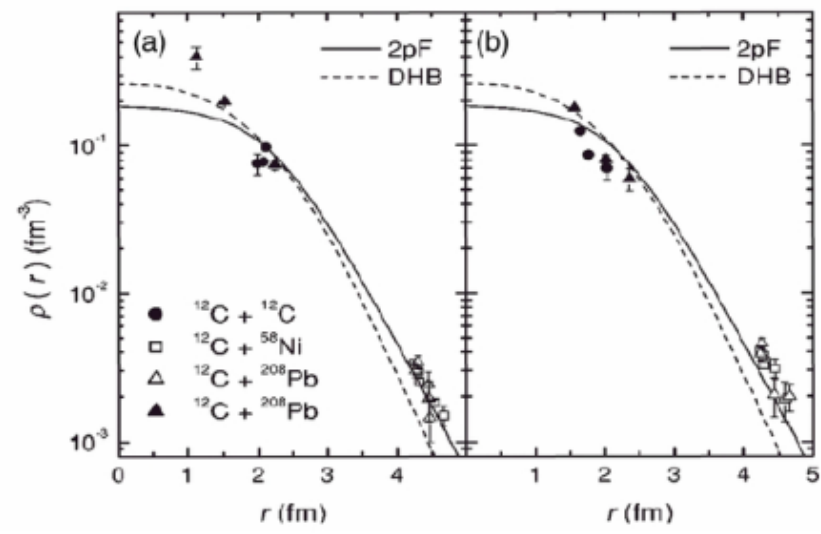 (a)
2pF
DHB
(b)
2pF
DHB
10⁻¹
10⁻²
10⁻³
ρ(r)(fm⁻³)
¹²C + ¹²C
¹²C + ⁵⁸Ni
¹²C + ²⁰⁸Pb
¹²C + ²⁰⁸Pb
0 1 2 3 4 1 2 3 4 5
r(fm) r(fm)